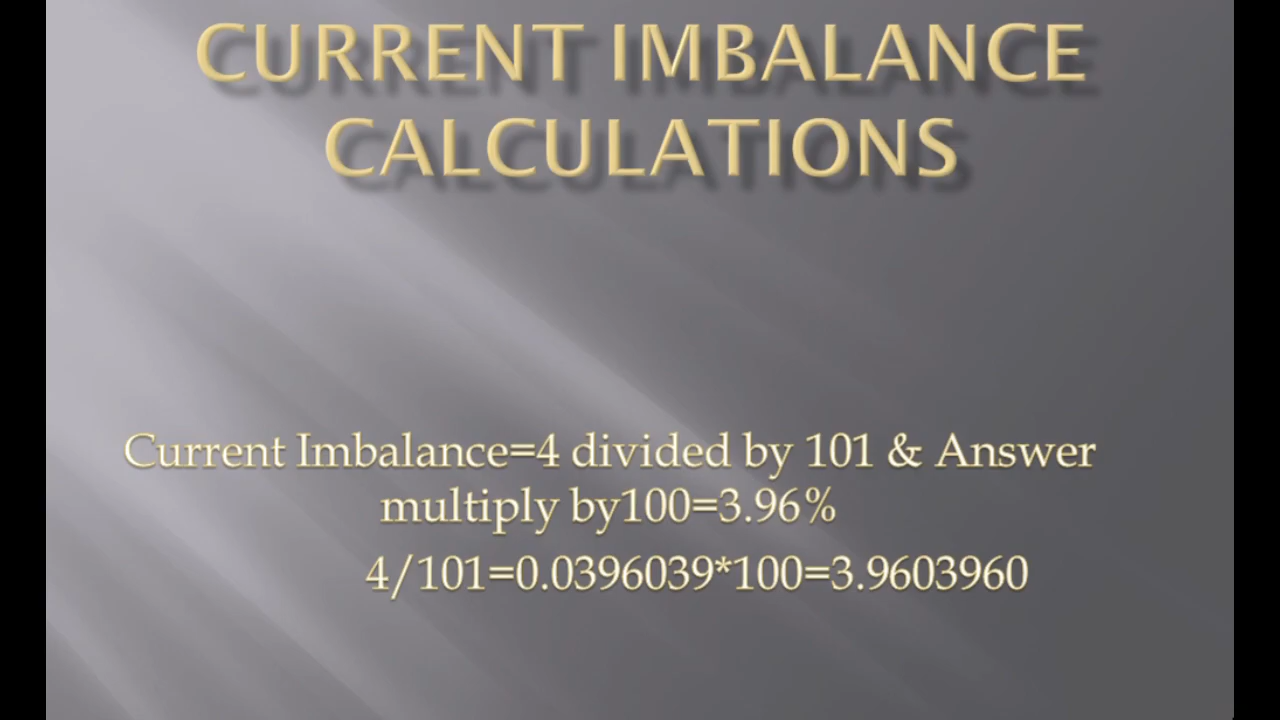 CURRENT IMBALANCE
CALCULATIONS
Current Imbalance=4 divided by 101 & Answer
multiply by100=3.96%
4/101=0.0396039*100=3.9603960